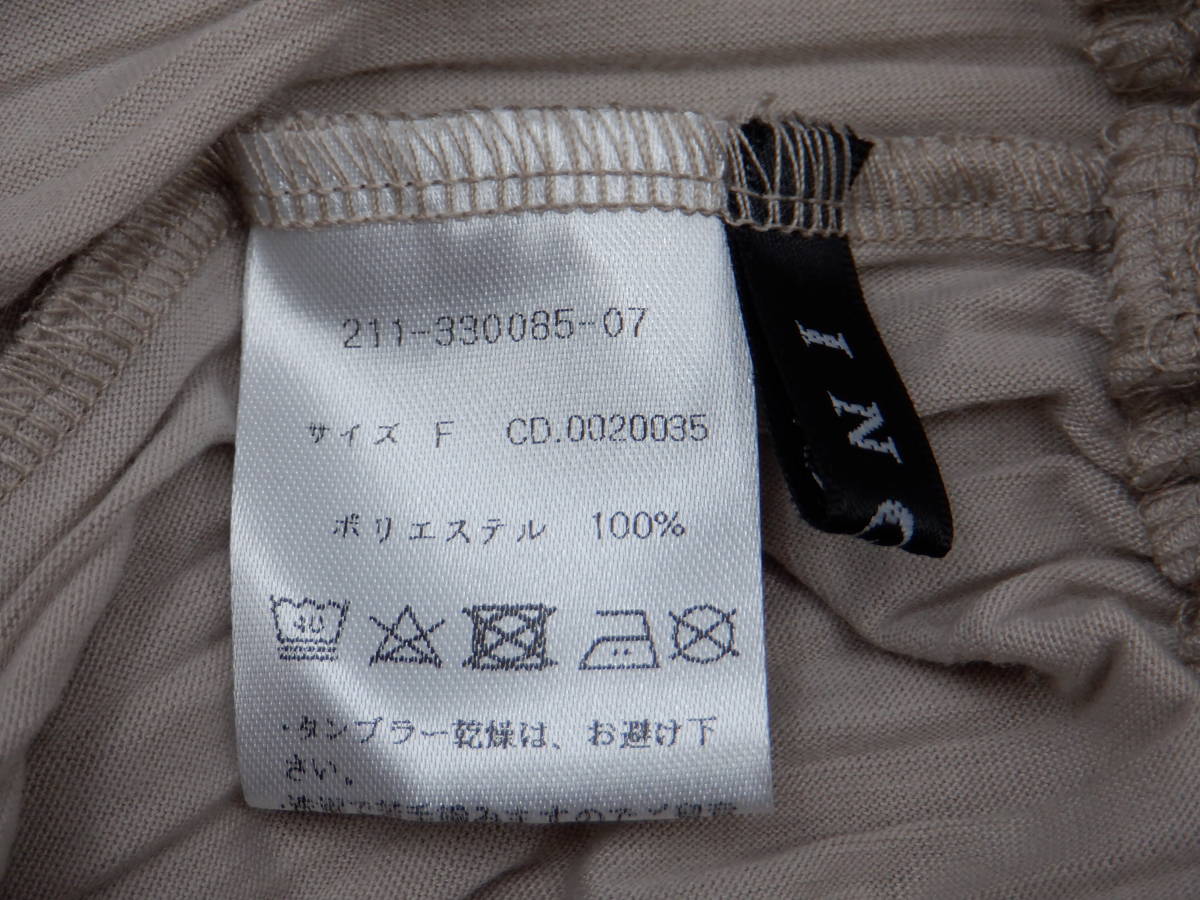 211-330085-07
サイズ F CD.0020035
ポリエステル 100%
40
・タンブラー乾燥は、お避け下
さい。
I N